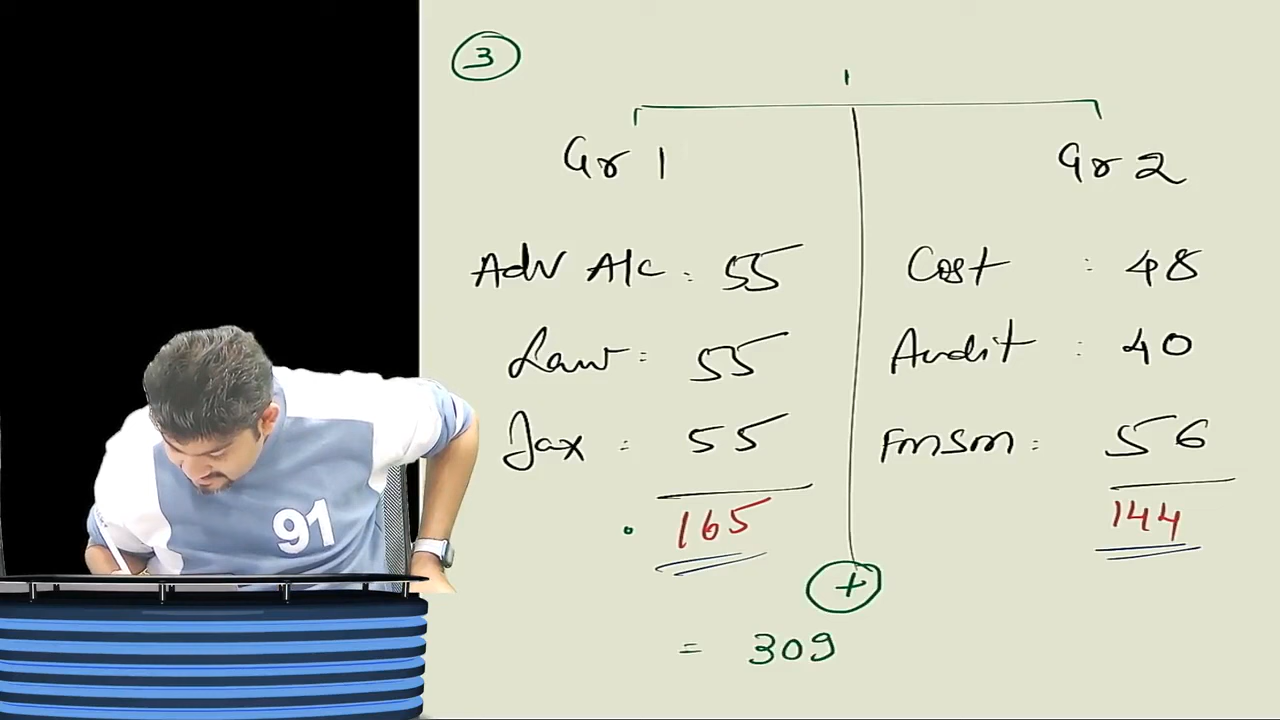 3
Gr 1
Adv A/c : 55
Law = 55
Tax = 55
165
Gr 2
Cost : 48
Audit : 40
FMSM = 56
144
+
= 309
91